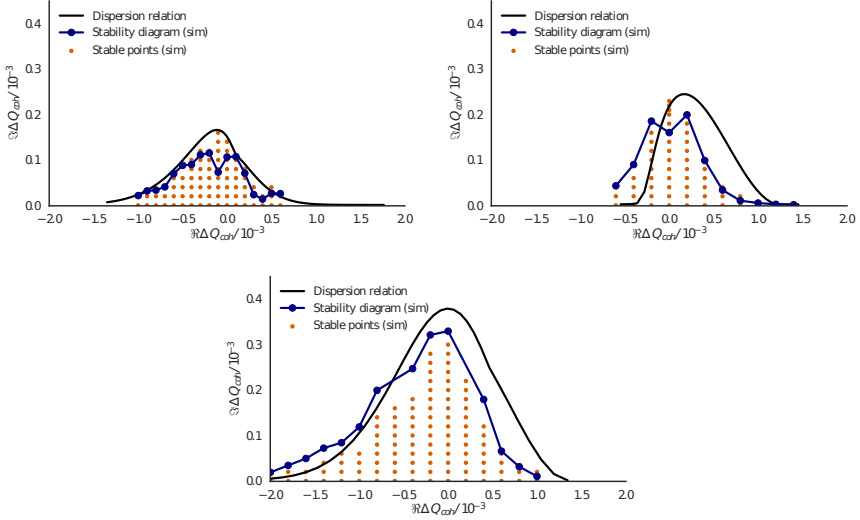 Dispersion relation
Stability diagram (sim)
Stable points (sim)
0.4
0.3
0.2
0.1
0.0
ℑΔQ_coh/10⁻³
−2.0 −1.5 −1.0 −0.5 0.0 0.5 1.0 1.5 2.0
ℜΔQ_coh/10⁻³
Dispersion relation
Stability diagram (sim)
Stable points (sim)
0.4
0.3
0.2
0.1
0.0
ℑΔQ_coh/10⁻³
−2.0 −1.5 −1.0 −0.5 0.0 0.5 1.0 1.5 2.0
ℜΔQ_coh/10⁻³
Dispersion relation
Stability diagram (sim)
Stable points (sim)
0.4
0.3
0.2
0.1
0.0
ℑΔQ_coh/10⁻³
−2.0 −1.5 −1.0 −0.5 0.0 0.5 1.0 1.5 2.0
ℜΔQ_coh/10⁻³